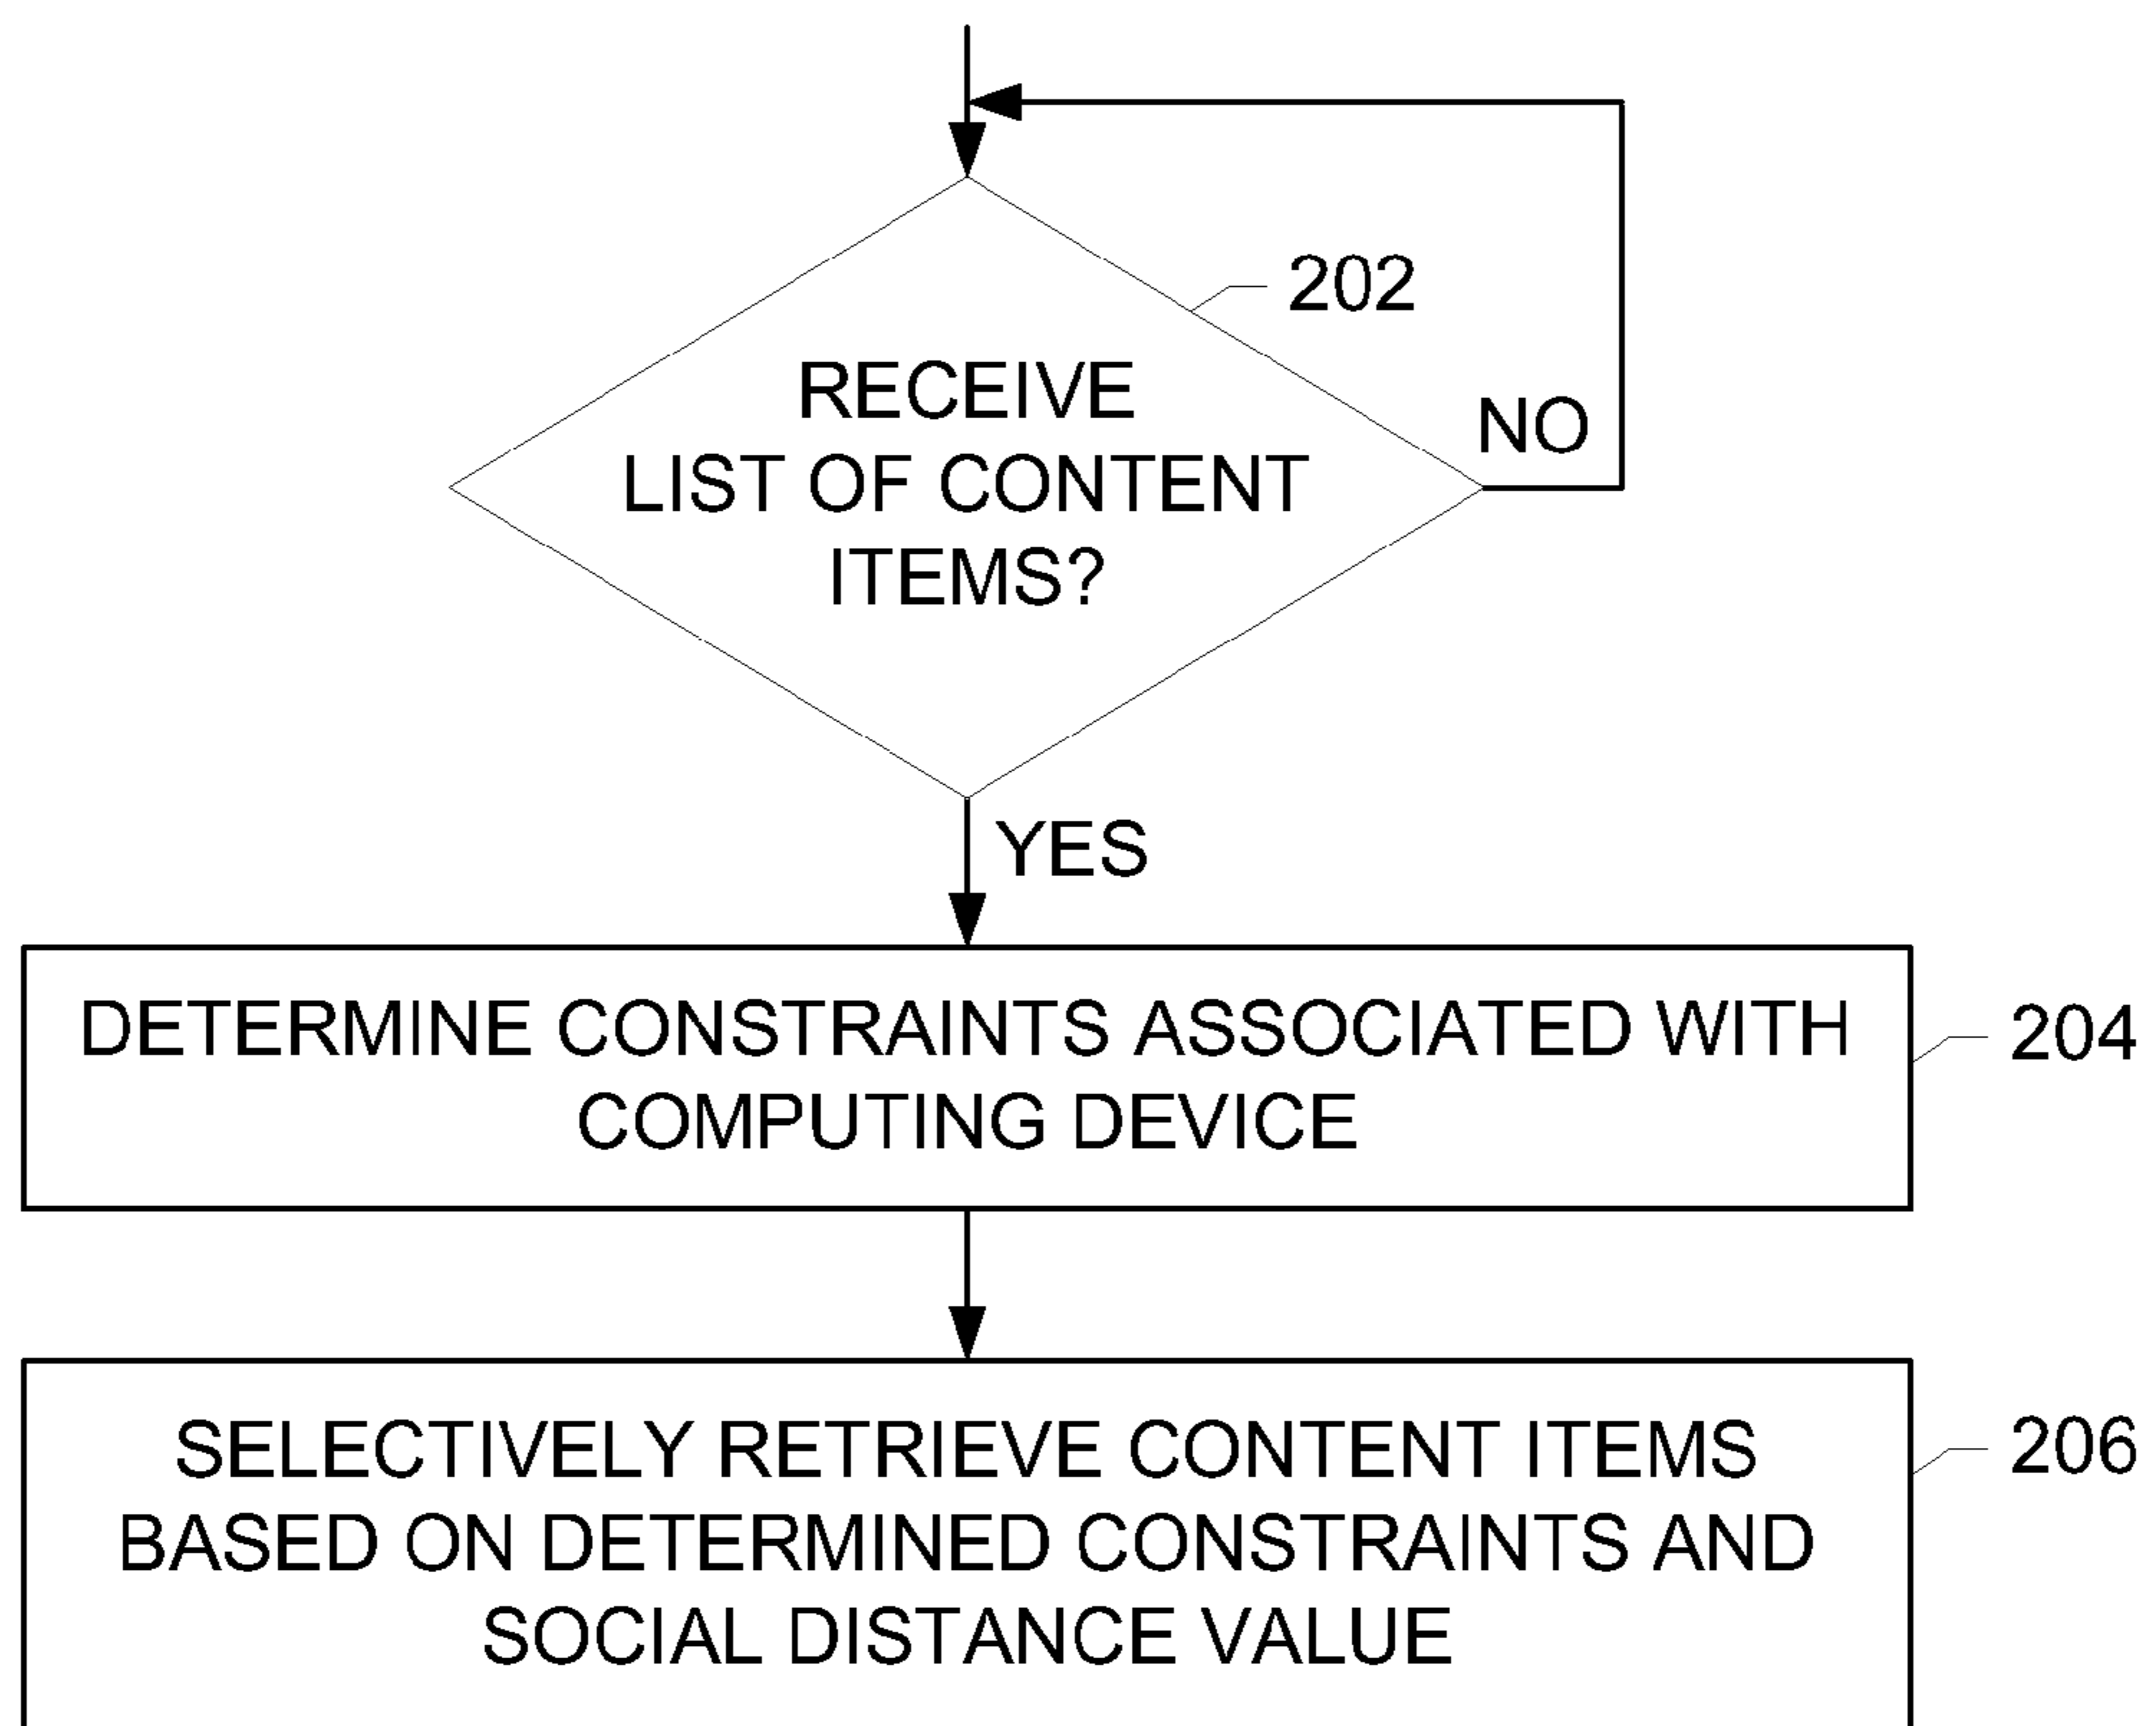 202
RECEIVE
LIST OF CONTENT
ITEMS?
NO
YES
DETERMINE CONSTRAINTS ASSOCIATED WITH
COMPUTING DEVICE
204
SELECTIVELY RETRIEVE CONTENT ITEMS
BASED ON DETERMINED CONSTRAINTS AND
SOCIAL DISTANCE VALUE
206